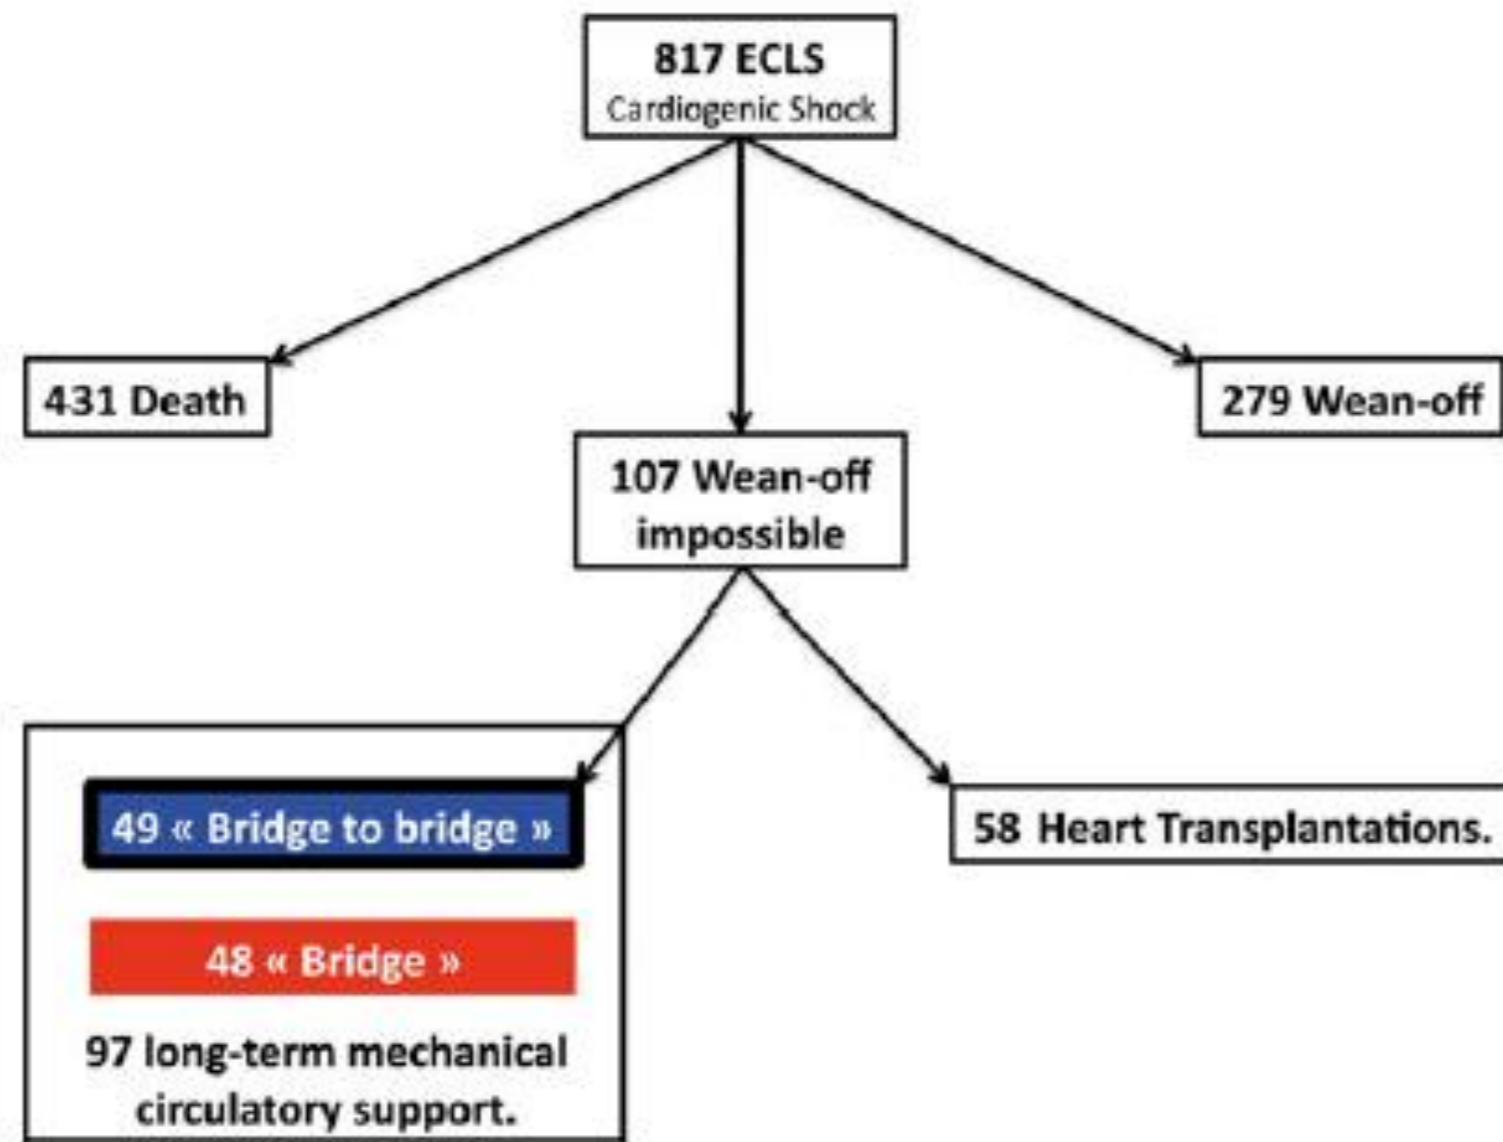 817 ECLS
Cardiogenic Shock
431 Death
279 Wean-off
107 Wean-off
impossible
49 « Bridge to bridge »
58 Heart Transplantations.
48 « Bridge »
97 long-term mechanical
circulatory support.